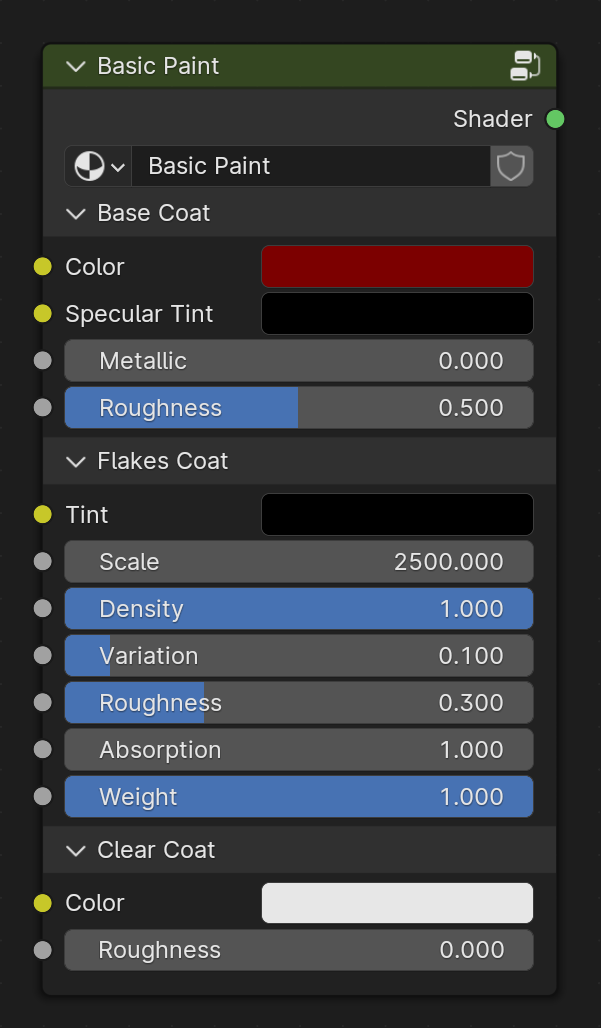 Basic Paint
Shader
Basic Paint
Base Coat
Color
Specular Tint
Metallic 0.000
Roughness 0.500
Flakes Coat
Tint
Scale 2500.000
Density 1.000
Variation 0.100
Roughness 0.300
Absorption 1.000
Weight 1.000
Clear Coat
Color
Roughness 0.000